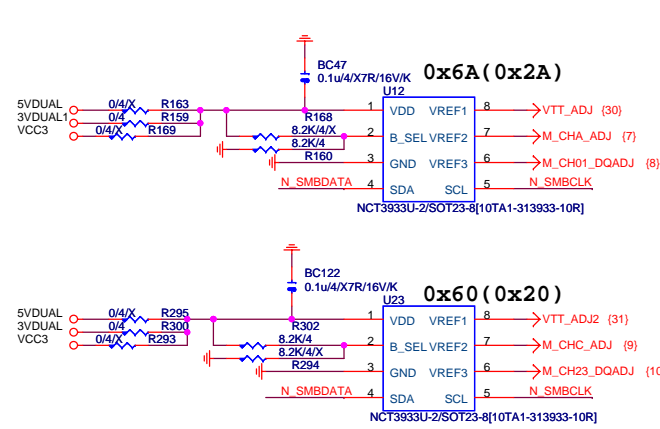 BC47
0.1u/4/X7R/16V/K
0x6A(0x2A)
U12
5VDUAL 0/4/X R163
3VDUAL1 0/4 R159
VCC3 0/4/X R169
R168
8.2K/4/X
8.2K/4
R160
1 VDD VREF1 8 VTT_ADJ {30}
2 B_SEL VREF2 7 M_CHA_ADJ {7}
3 GND VREF3 6 M_CH01_DQADJ {8}
N_SMBDATA 4 SDA SCL 5 N_SMBCLK
NCT3933U-2/SOT23-8[10TA1-313933-10R]
BC122
0.1u/4/X7R/16V/K
0x60(0x20)
U23
5VDUAL 0/4/X R295
3VDUAL 0/4 R300
VCC3 0/4/X R293
R302
8.2K/4
8.2K/4/X
R294
1 VDD VREF1 8 VTT_ADJ2 {31}
2 B_SEL VREF2 7 M_CHC_ADJ {9}
3 GND VREF3 6 M_CH23_DQADJ {10
N_SMBDATA 4 SDA SCL 5 N_SMBCLK
NCT3933U-2/SOT23-8[10TA1-313933-10R]